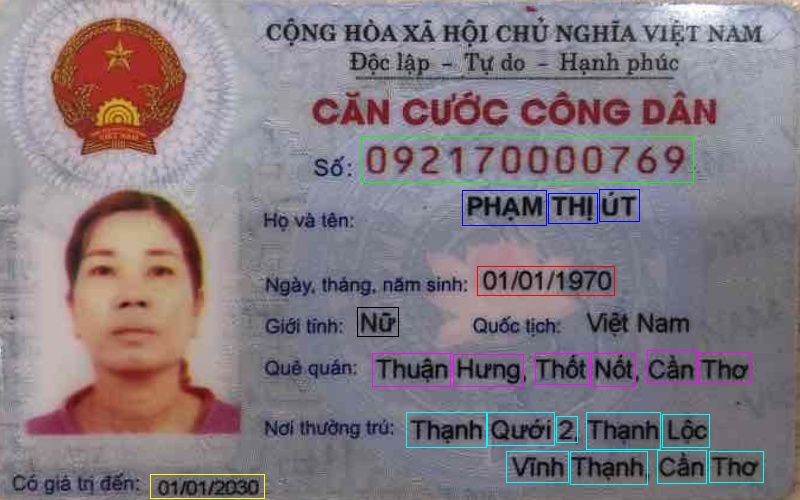 CỘNG HÒA XÃ HỘI CHỦ NGHĨA VIỆT NAM
Độc lập - Tự do - Hạnh phúc
CĂN CƯỚC CÔNG DÂN
Số: 092170000769
Họ và tên: PHẠM THỊ ÚT
Ngày, tháng, năm sinh: 01/01/1970
Giới tính: Nữ Quốc tịch: Việt Nam
Quê quán: Thuận Hưng, Thốt Nốt, Cần Thơ
Nơi thường trú: Thạnh Qưới 2, Thạnh Lộc
Vĩnh Thạnh, Cần Thơ
Có giá trị đến: 01/01/2030